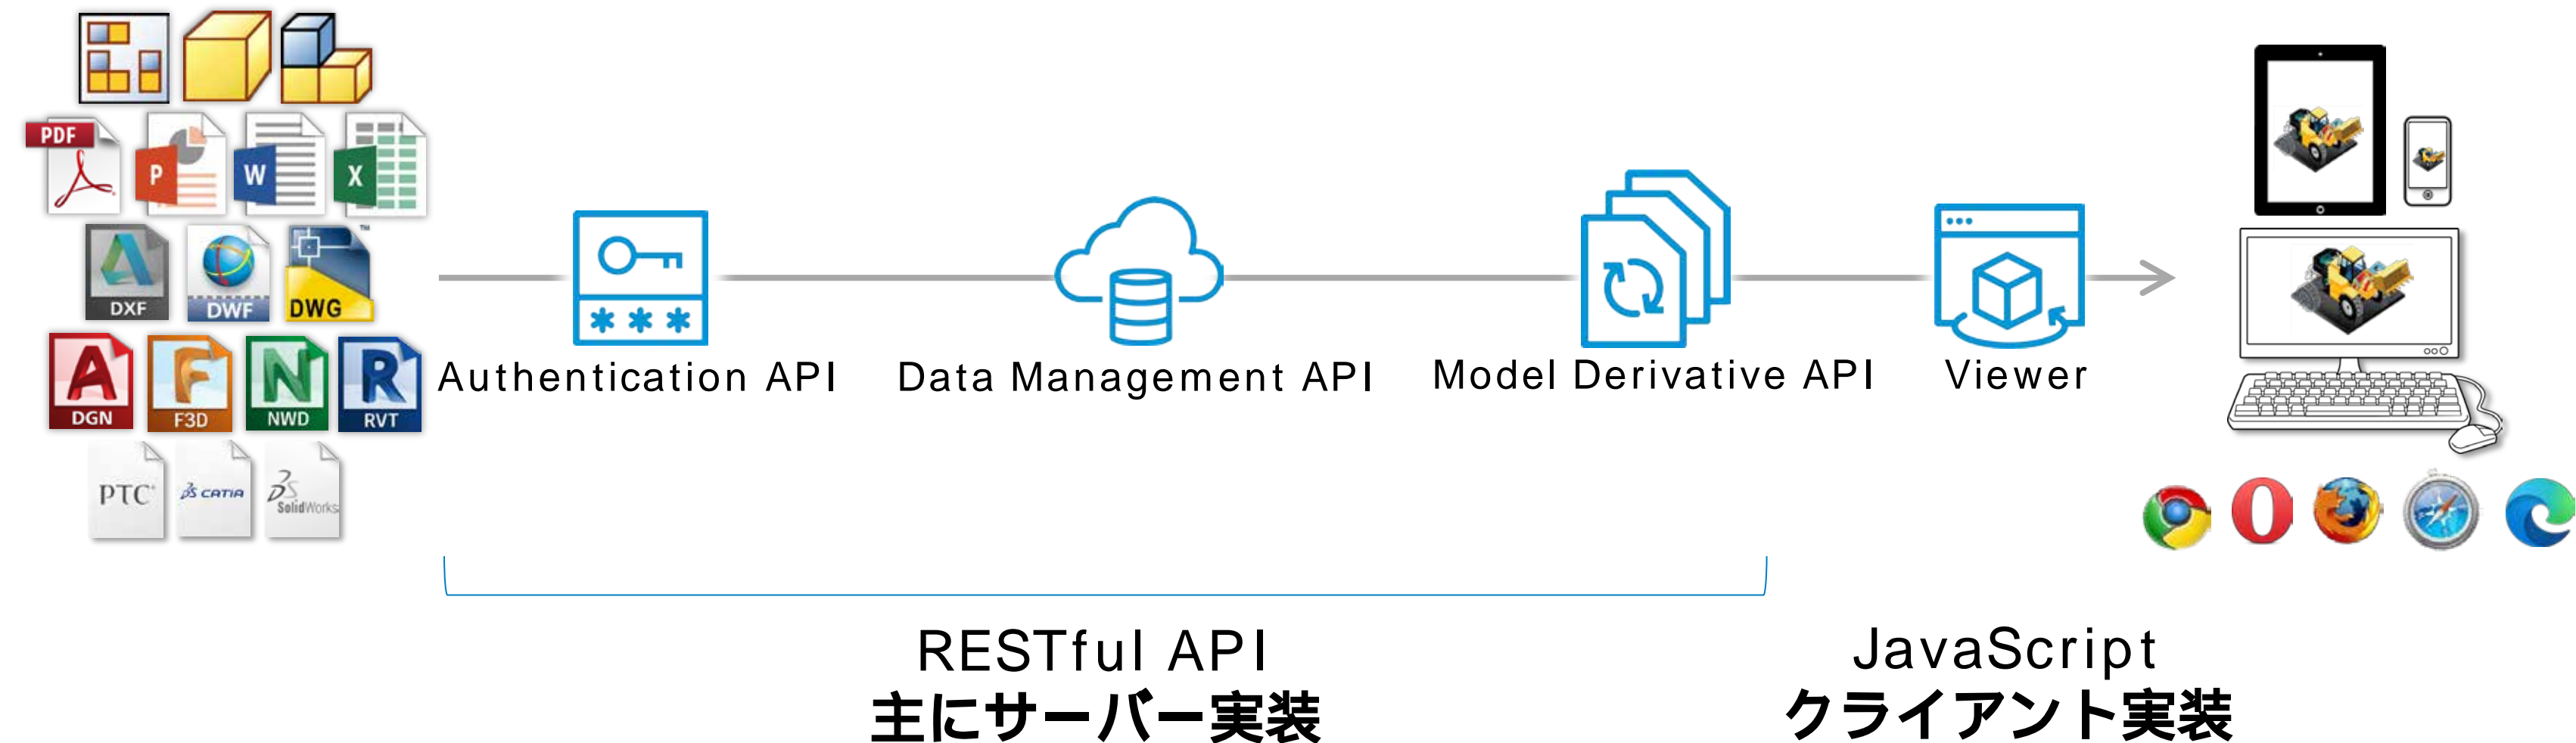 PDF
P
W
X
DXF
DWF
DWG
™
DGN
F3D
NWD
RVT
PTC
CATIA
SolidWorks
***
Authentication API
Data Management API
Model Derivative API
Viewer
RESTful API
主にサーバー実装
JavaScript
クライアント実装